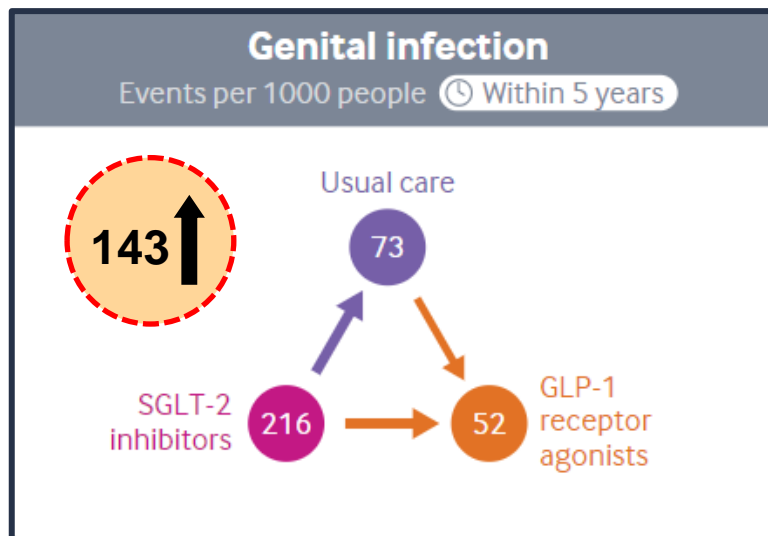 Genital infection
Events per 1000 people Within 5 years
Usual care
143
73
SGLT-2
inhibitors
216
52
GLP-1
receptor
agonists